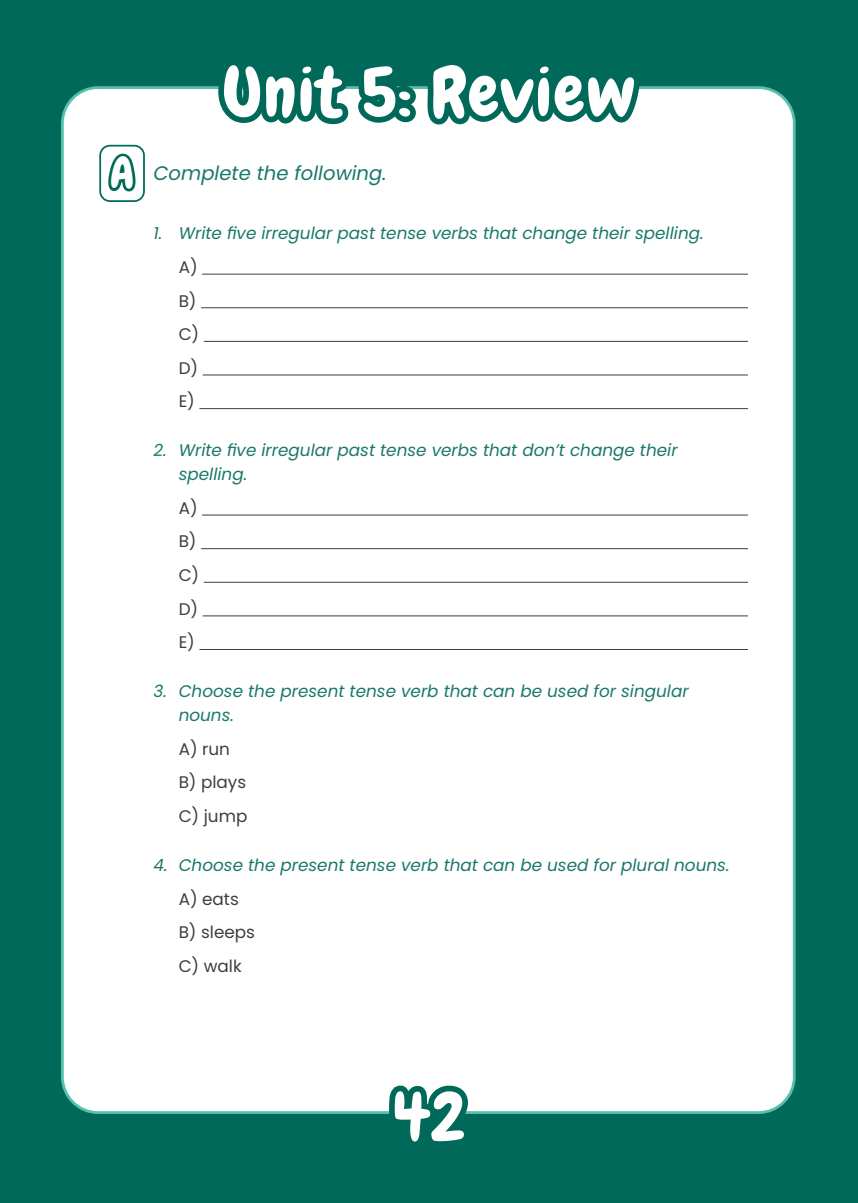 Unit 5: Review
A Complete the following.
1. Write five irregular past tense verbs that change their spelling.
A)
B)
C)
D)
E)
2. Write five irregular past tense verbs that don’t change their
spelling.
A)
B)
C)
D)
E)
3. Choose the present tense verb that can be used for singular
nouns.
A) run
B) plays
C) jump
4. Choose the present tense verb that can be used for plural nouns.
A) eats
B) sleeps
C) walk
42